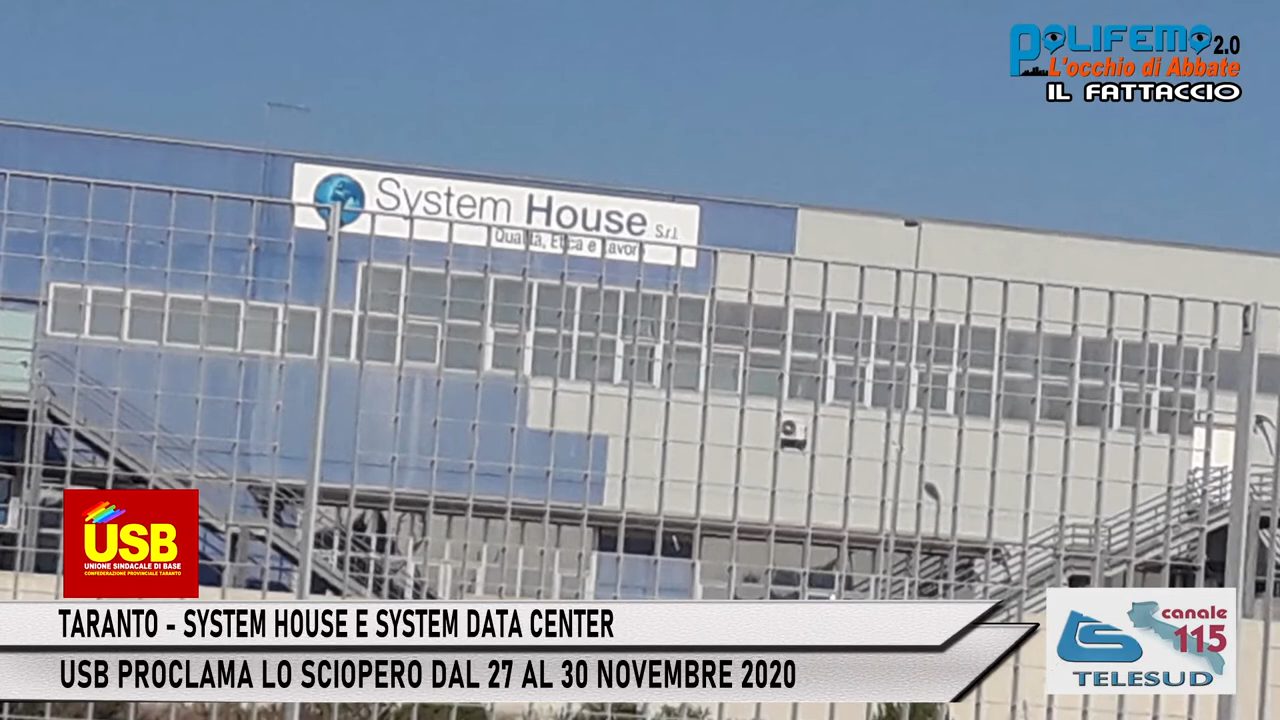 POLIFEMO 2.0
L'occhio di Abbate
IL FATTACCIO
System House S.r.l.
Qualità, Etica e Lavoro
USB
UNIONE SINDACALE DI BASE
CONFEDERAZIONE PROVINCIALE TARANTO
TARANTO - SYSTEM HOUSE E SYSTEM DATA CENTER
USB PROCLAMA LO SCIOPERO DAL 27 AL 30 NOVEMBRE 2020
canale
115
TELESUD